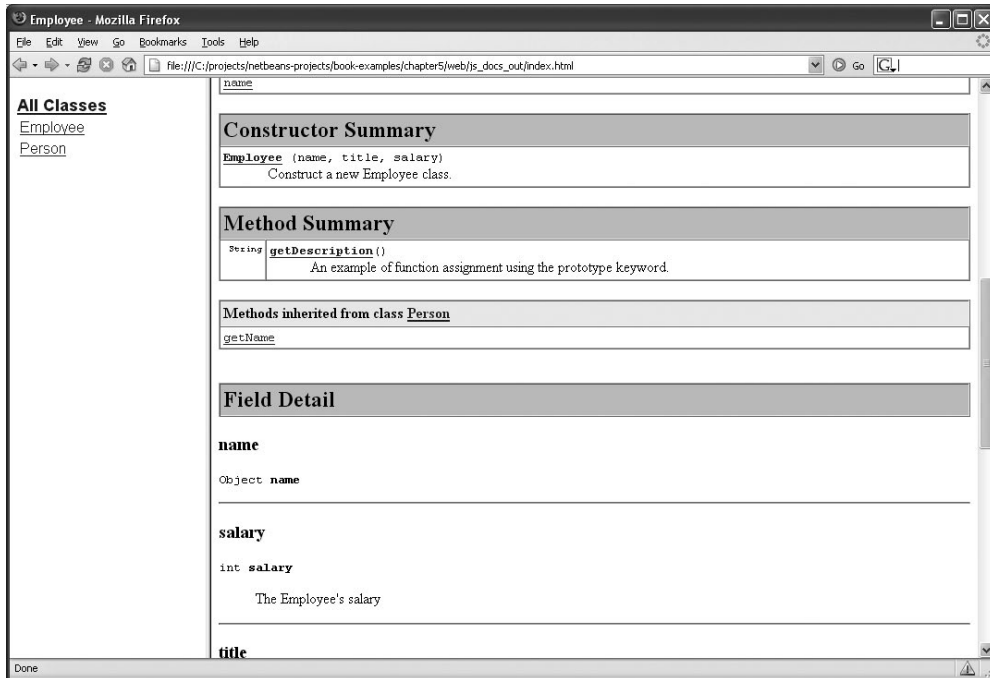 Employee - Mozilla Firefox
File Edit View Go Bookmarks Tools Help
file:///C:/projects/netbeans-projects/book-examples/chapter5/web/js_docs_out/index.html Go G
All Classes
Employee
Person
name
Constructor Summary
Employee (name, title, salary)
Construct a new Employee class.
Method Summary
String getDescription()
An example of function assignment using the prototype keyword.
Methods inherited from class Person
getName
Field Detail
name
Object name
salary
int salary
The Employee's salary
title
Done